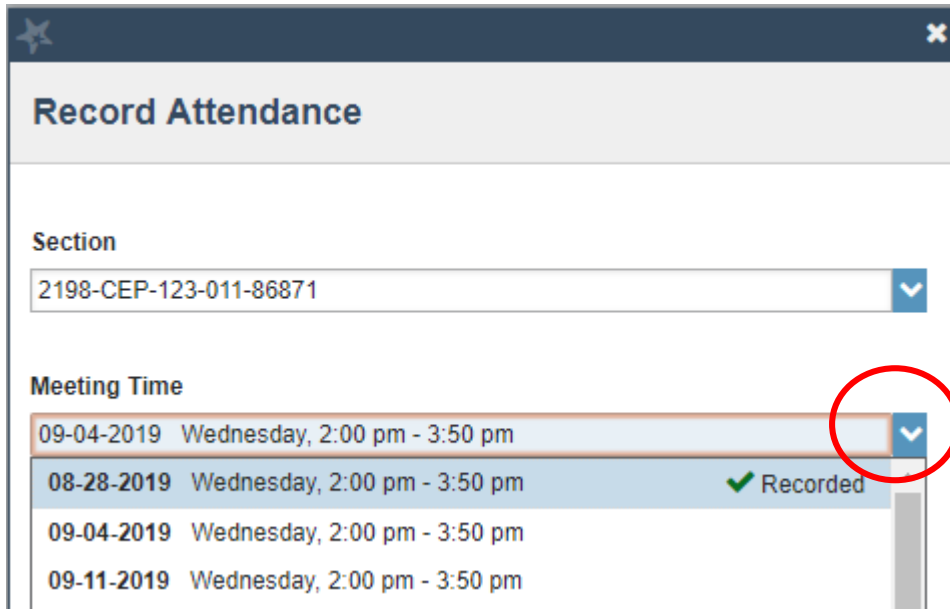 Record Attendance
Section
2198-CEP-123-011-86871
Meeting Time
09-04-2019 Wednesday, 2:00 pm - 3:50 pm
08-28-2019 Wednesday, 2:00 pm - 3:50 pm Recorded
09-04-2019 Wednesday, 2:00 pm - 3:50 pm
09-11-2019 Wednesday, 2:00 pm - 3:50 pm